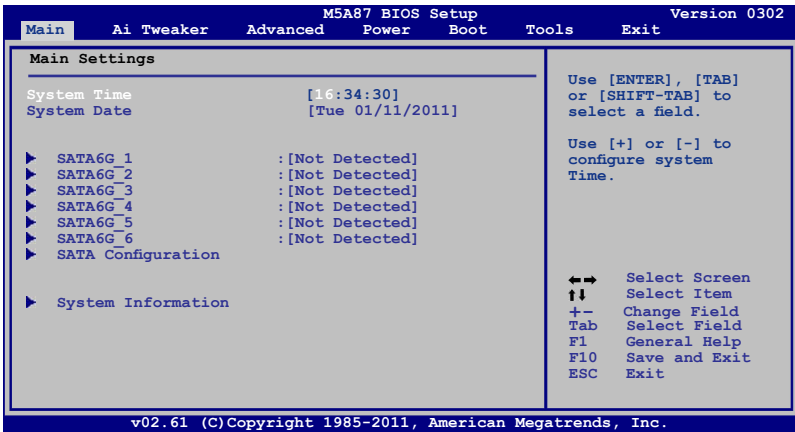 M5A87 BIOS Setup Version 0302
Main Ai Tweaker Advanced Power Boot Tools Exit
Main Settings
System Time [16:34:30]
System Date [Tue 01/11/2011]
SATA6G_1 :[Not Detected]
SATA6G_2 :[Not Detected]
SATA6G_3 :[Not Detected]
SATA6G_4 :[Not Detected]
SATA6G_5 :[Not Detected]
SATA6G_6 :[Not Detected]
SATA Configuration
System Information
Use [ENTER], [TAB]
or [SHIFT-TAB] to
select a field.
Use [+] or [-] to
configure system
Time.
←→ Select Screen
↑↓ Select Item
+- Change Field
Tab Select Field
F1 General Help
F10 Save and Exit
ESC Exit
v02.61 (C)Copyright 1985-2011, American Megatrends, Inc.